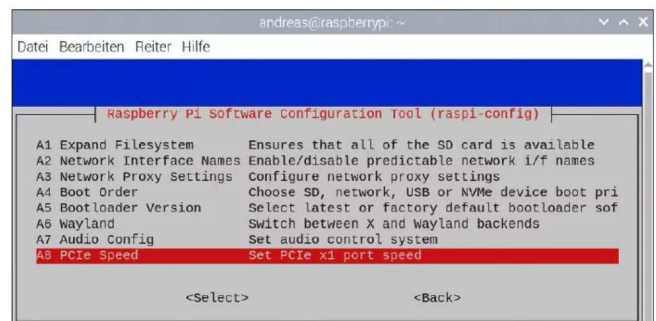 andreas@raspberrypi: ~
Datei Bearbeiten Reiter Hilfe
Raspberry Pi Software Configuration Tool (raspi-config)
A1 Expand Filesystem Ensures that all of the SD card is available
A2 Network Interface Names Enable/disable predictable network i/f names
A3 Network Proxy Settings Configure network proxy settings
A4 Boot Order Choose SD, network, USB or NVMe device boot pri
A5 Bootloader Version Select latest or factory default bootloader sof
A6 Wayland Switch between X and Wayland backends
A7 Audio Config Set audio control system
A8 PCIe Speed Set PCIe x1 port speed
<Select> <Back>